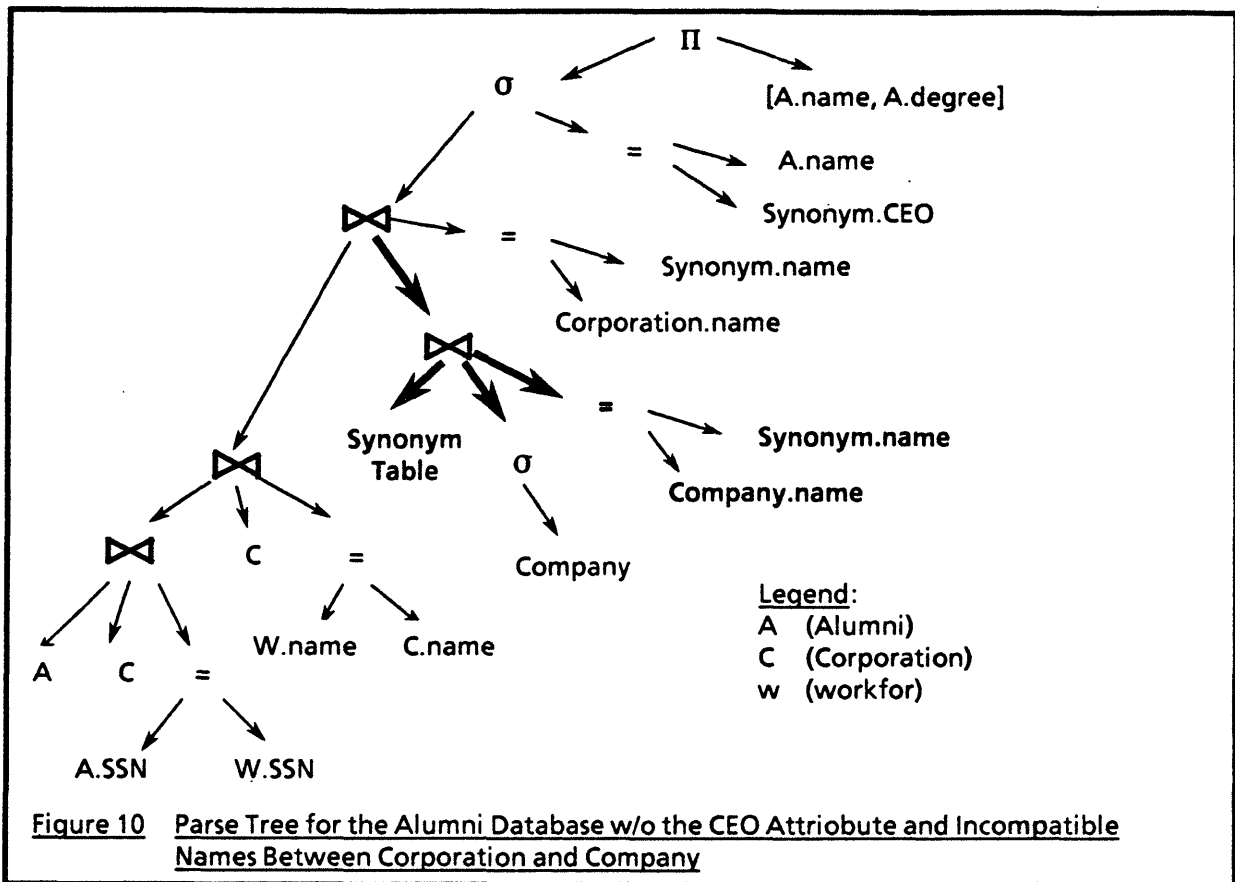 Π
σ
[A.name, A.degree]
=
A.name
Synonym.CEO
=
Synonym.name
Corporation.name
=
Synonym
Table
σ
Synonym.name
Company.name
C
=
Company
W.name
C.name
A
C
=
A.SSN
W.SSN
Legend:
A (Alumni)
C (Corporation)
w (workfor)
Figure 10 Parse Tree for the Alumni Database w/o the CEO Attriobute and Incompatible
Names Between Corporation and Company